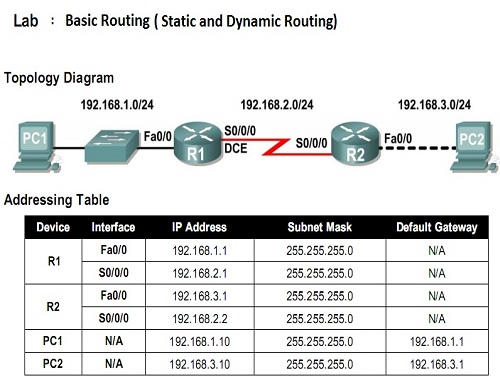 Lab : Basic Routing ( Static and Dynamic Routing)
Topology Diagram
192.168.1.0/24 192.168.2.0/24 192.168.3.0/24
PC1 Fa0/0 R1 S0/0/0 DCE S0/0/0 R2 Fa0/0 PC2
Addressing Table
Device Interface IP Address Subnet Mask Default Gateway
R1 Fa0/0 192.168.1.1 255.255.255.0 N/A
S0/0/0 192.168.2.1 255.255.255.0 N/A
R2 Fa0/0 192.168.3.1 255.255.255.0 N/A
S0/0/0 192.168.2.2 255.255.255.0 N/A
PC1 N/A 192.168.1.10 255.255.255.0 192.168.1.1
PC2 N/A 192.168.3.10 255.255.255.0 192.168.3.1